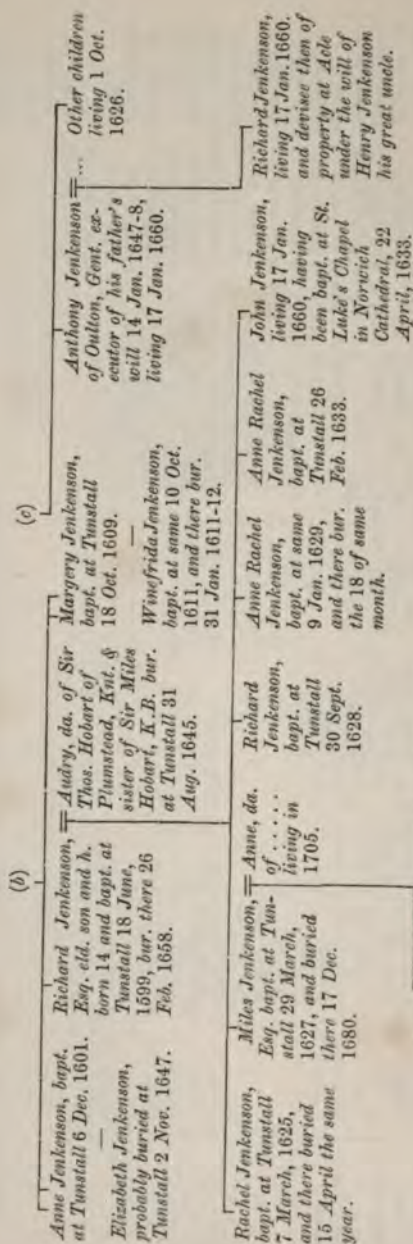 (b)
(c)
Anne Jenkenson, bapt.
at Tunstall 6 Dec. 1601.
—
Elizabeth Jenkenson,
probably buried at
Tunstall 2 Nov. 1647.
Richard Jenkenson,
Esq. eld. son and h.
born 14 and bapt. at
Tunstall 18 June,
1599, bur. there 26
Feb. 1658.
= Audry, da. of Sir
Thos. Hobart of
Plumstead, Knt. &
sister of Sir Miles
Hobart, K.B. bur.
at Tunstall 31
Aug. 1645.
Margery Jenkenson,
bapt. at Tunstall
18 Oct. 1609.
—
Winefrida Jenkenson,
bapt. at same 10 Oct.
1611, and there bur.
31 Jan. 1611-12.
Anthony Jenkenson = ...
of Oulton, Gent. ex-
ecutor of his father's
will 14 Jan. 1647-8,
living 17 Jan. 1660.
Other children
living 1 Oct.
1626.
Rachel Jenkenson,
bapt. at Tunstall
7 March, 1625,
and there buried
15 April the same
year.
Miles Jenkenson,
Esq. bapt. at Tun-
stall 29 March,
1627, and buried
there 17 Dec.
1680.
= Anne, da.
of ......
living in
1705.
Richard
Jenkenson,
bapt. at
Tunstall
30 Sept.
1628.
Anne Rachel
Jenkenson,
bapt. at same
9 Jan. 1629,
and there bur.
the 18 of same
month.
Anne Rachel
Jenkenson,
bapt. at
Tunstall 26
Feb. 1633.
John Jenkenson,
living 17 Jan.
1660, having
been bapt. at St.
Luke's Chapel
in Norwich
Cathedral, 22
April, 1633.
Richard Jenkenson,
living 17 Jan. 1660.
and devisee then of
property at Acle
under the will of
Henry Jenkenson
his great uncle.